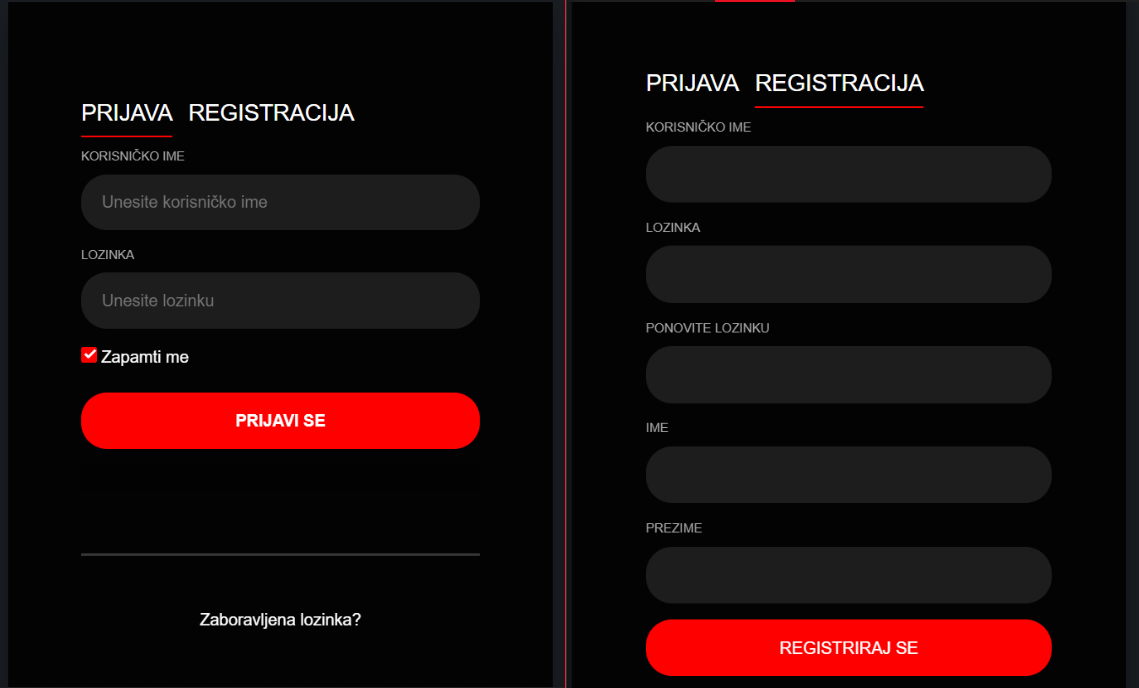 PRIJAVA REGISTRACIJA
KORISNIČKO IME
Unesite korisničko ime
LOZINKA
Unesite lozinku
Zapamti me
PRIJAVI SE
Zaboravljena lozinka?
PRIJAVA REGISTRACIJA
KORISNIČKO IME
LOZINKA
PONOVITE LOZINKU
IME
PREZIME
REGISTRIRAJ SE